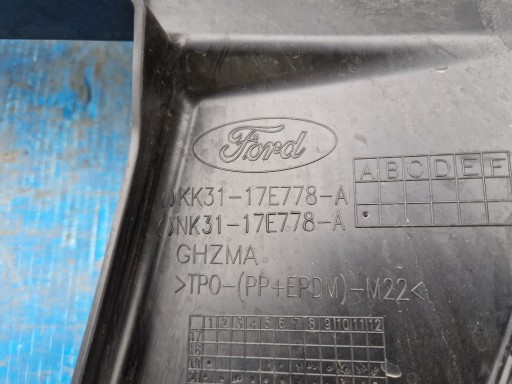 Ford
KK31-17E778-A
NK31-17E778-A
GHZMA
>TPO-(PP+EPDM)-M22<
A B C D E F
1 2 3 4 5 6 7 8 9 10 11 12